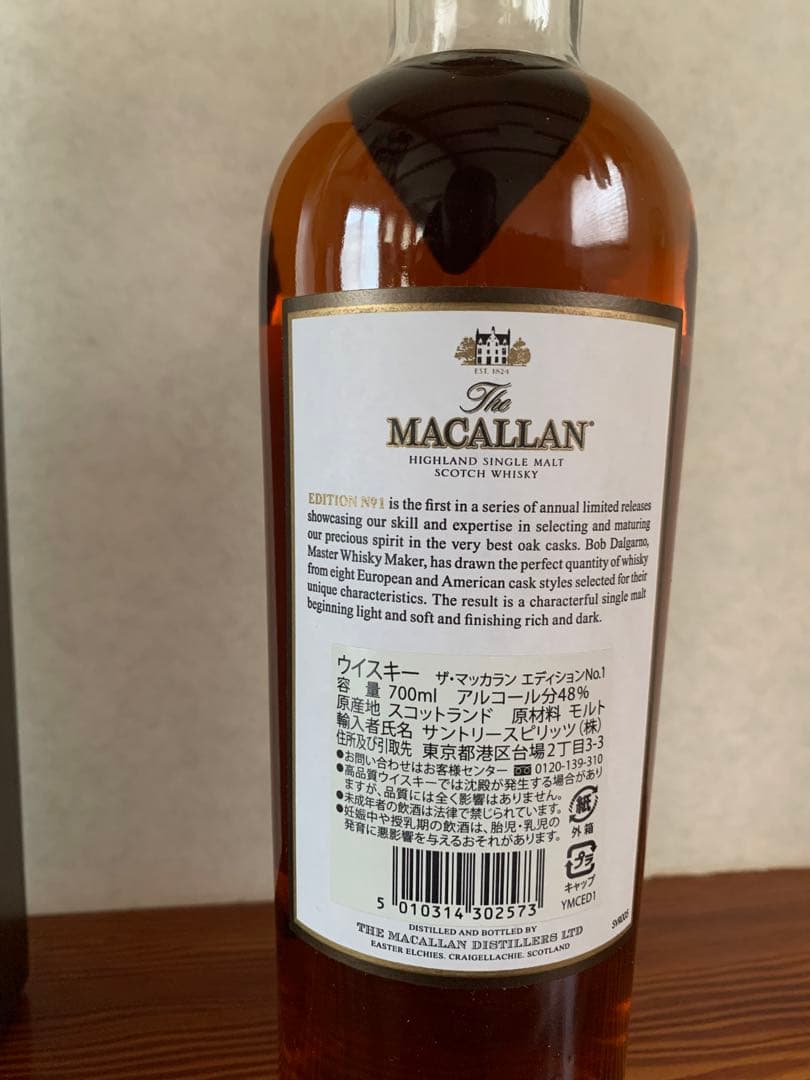 EST. 1824
The
MACALLAN
HIGHLAND SINGLE MALT
SCOTCH WHISKY
EDITION Nº1 is the first in a series of annual limited releases
showcasing our skill and expertise in selecting and maturing
our precious spirit in the very best oak casks. Bob Dalgarno,
Master Whisky Maker, has drawn the perfect quantity of whisky
from eight European and American cask styles selected for their
unique characteristics. The result is a characterful single malt
beginning light and soft and finishing rich and dark.
ウイスキー ザ・マッカラン エディションNo.1
容 量 700ml アルコール分48%
原産地 スコットランド 原材料 モルト
輸入者氏名 サントリースピリッツ(株)
住所及び引取先 東京都港区台場2丁目3-3
●お問い合わせはお客様センター 0120-139-310
●高品質ウイスキーでは沈殿が発生する場合があり
ますが、品質には全く影響はありません。
●未成年者の飲酒は法律で禁じられています。
●妊娠中や授乳期の飲酒は、胎児・乳児の
発育に悪影響を与えるおそれがあります。
紙
外箱
プラ
キャップ
YMCED1
5 010314 302573
SVR005
DISTILLED AND BOTTLED BY
THE MACALLAN DISTILLERS LTD
EASTER ELCHIES, CRAIGELLACHIE, SCOTLAND